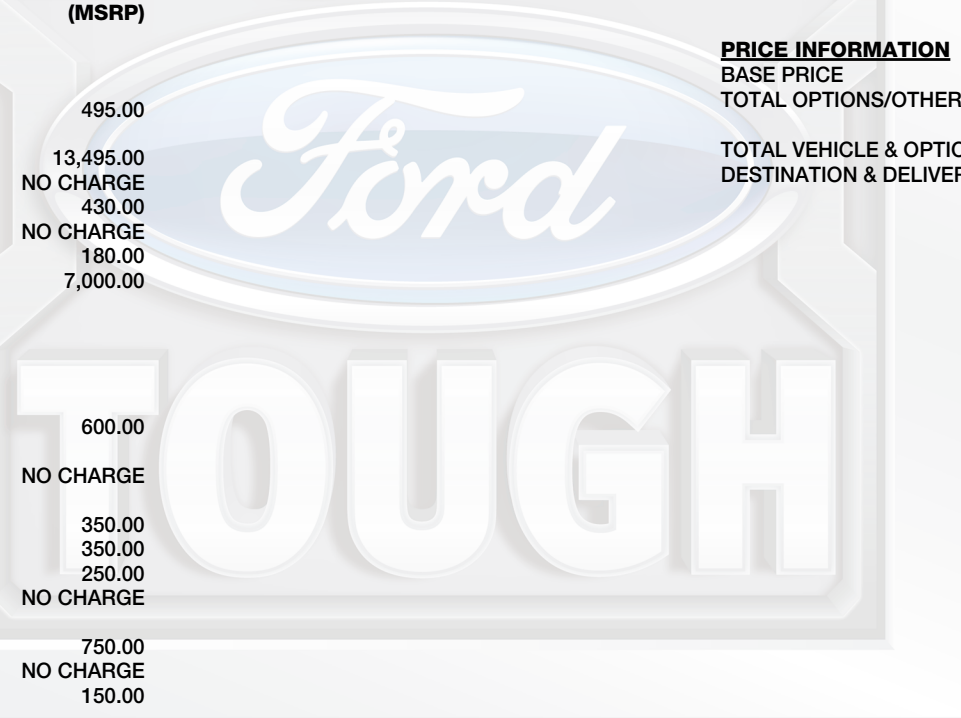 (MSRP)
495.00
13,495.00
NO CHARGE
430.00
NO CHARGE
180.00
7,000.00
600.00
NO CHARGE
350.00
350.00
250.00
NO CHARGE
750.00
NO CHARGE
150.00
PRICE INFORMATION
BASE PRICE
TOTAL OPTIONS/OTHER
TOTAL VEHICLE & OPTIO
DESTINATION & DELIVER
Ford
TOUGH